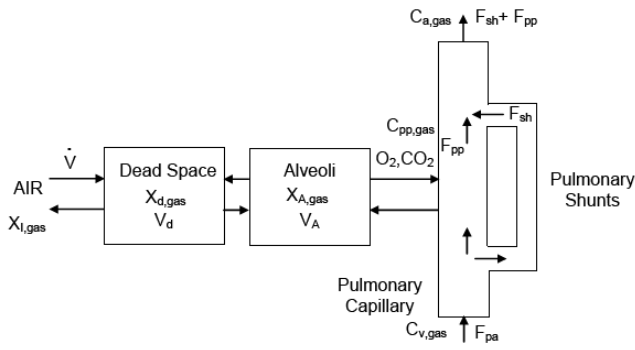 C_a,gas
F_sh+ F_pp
C_pp,gas
F_sh
F_pp
V̇
Dead Space
X_d,gas
V_d
Alveoli
X_A,gas
V_A
O₂,CO₂
AIR
X_I,gas
Pulmonary
Shunts
Pulmonary
Capillary
C_v,gas
F_pa